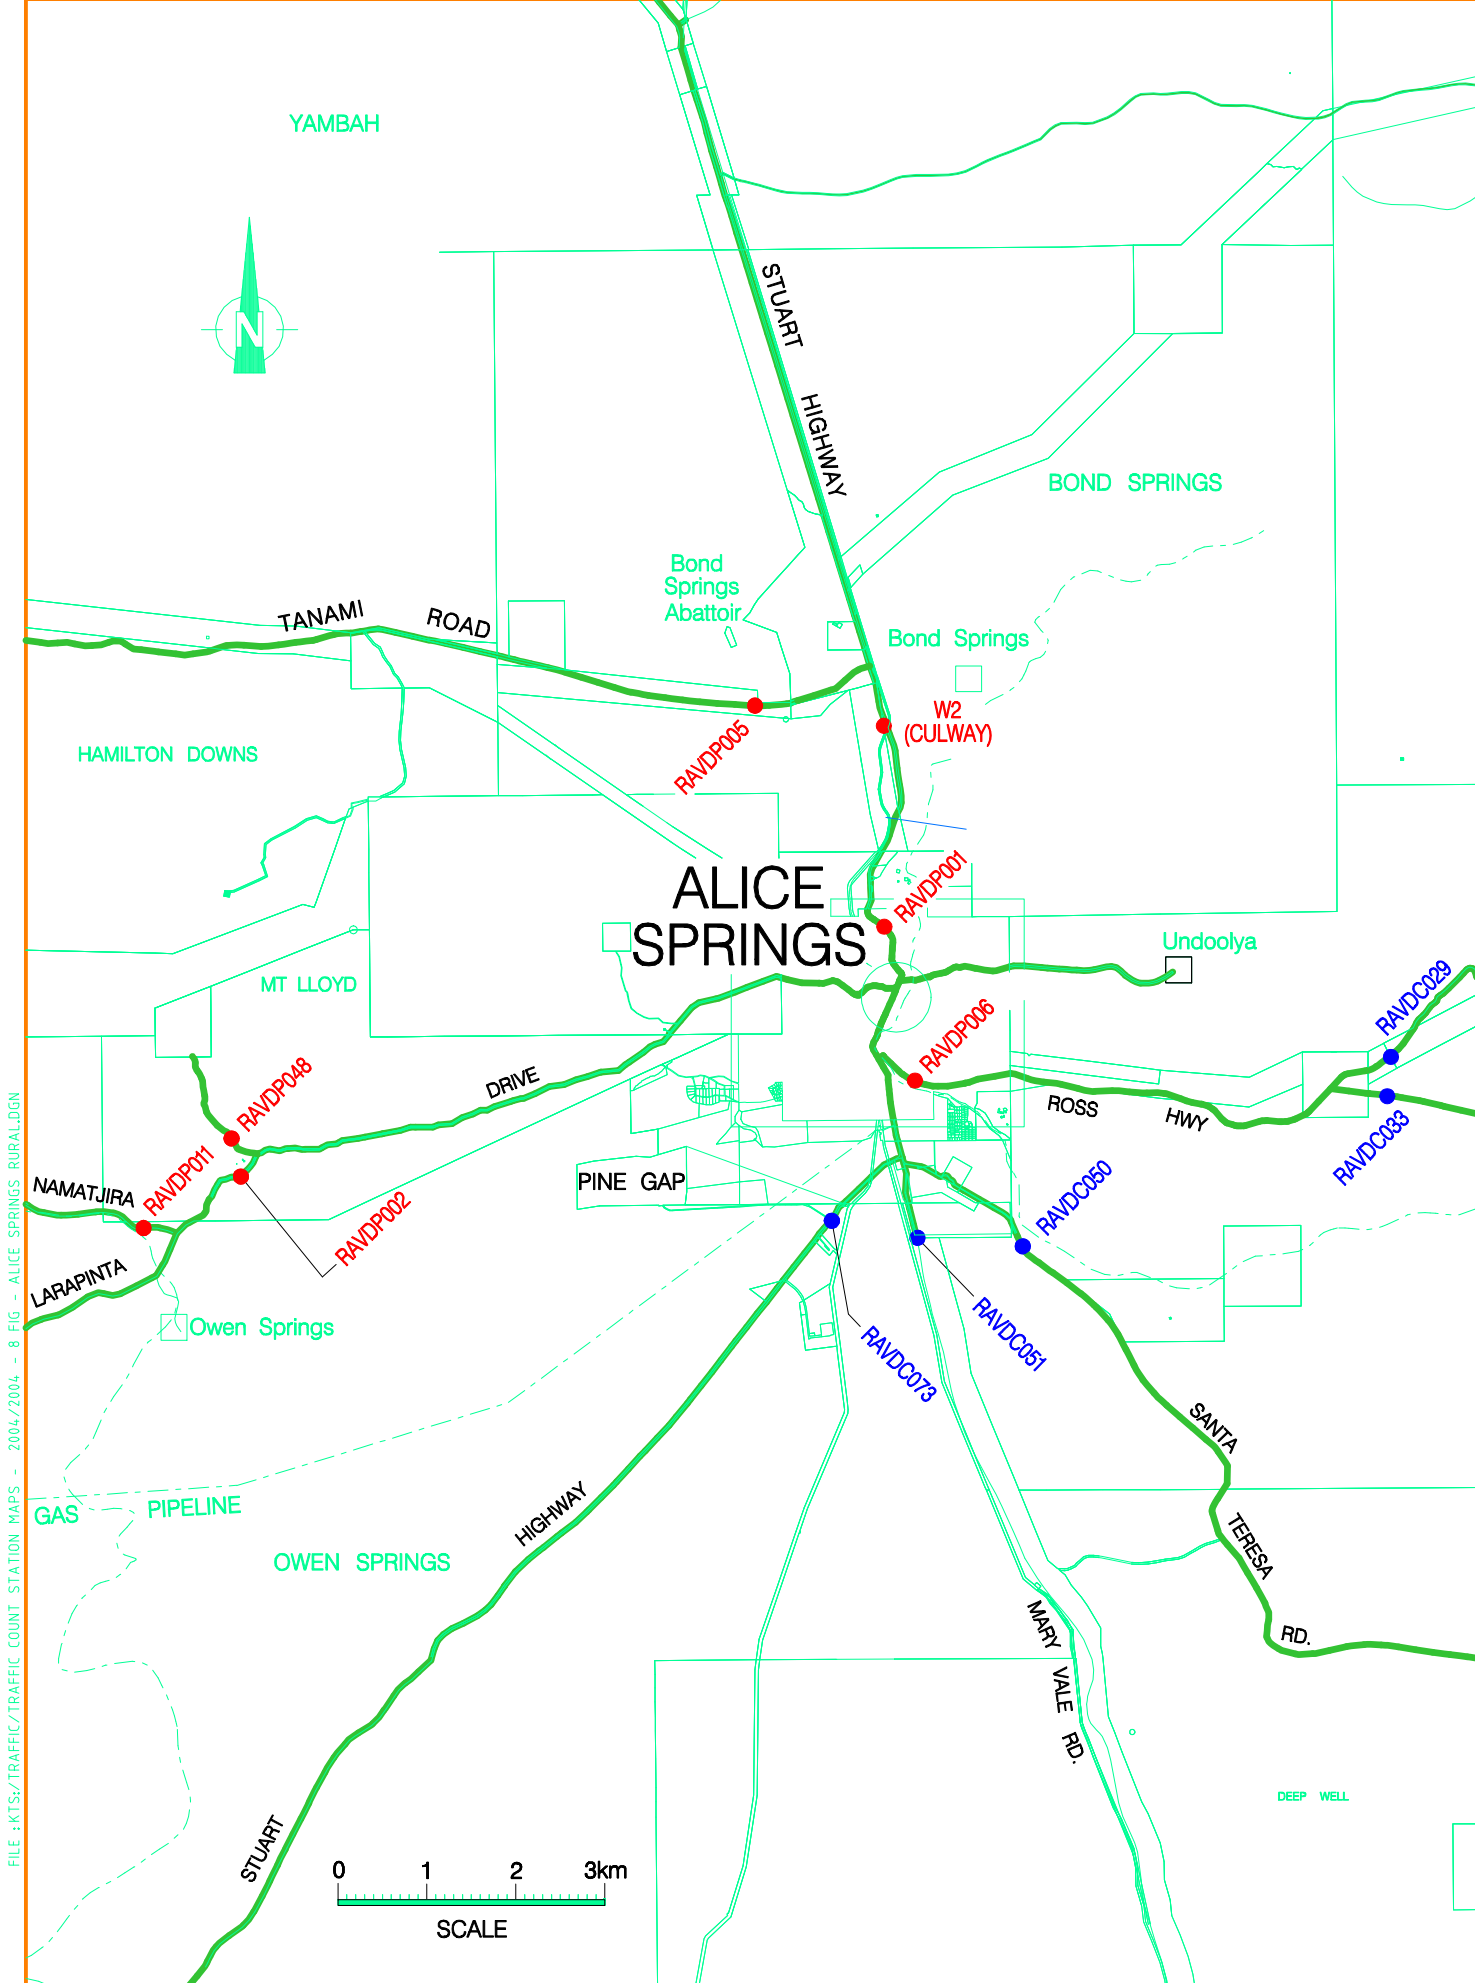 YAMBAH
N
STUART
HIGHWAY
BOND SPRINGS
Bond
Springs
Abattoir
TANAMI ROAD
Bond Springs
W2
(CULWAY)
RAVDP005
HAMILTON DOWNS
ALICE
SPRINGS
RAVDP001
Undoolya
MT LLOYD
RAVDC029
RAVDP006
RAVDP048
DRIVE
ROSS HWY
RAVDC033
RAVDP011
NAMATJIRA
PINE GAP
RAVDC050
RAVDP002
LARAPINTA
Owen Springs
RAVDC051
RAVDC073
SANTA
TERESA
RD.
GAS PIPELINE
HIGHWAY
OWEN SPRINGS
MARY
VALE
RD.
DEEP WELL
STUART
0 1 2 3km
SCALE
FILE :KTS:/TRAFFIC/TRAFFIC COUNT STATION MAPS - 2004/2004 - 8 FIG - ALICE SPRINGS RURAL.DGN